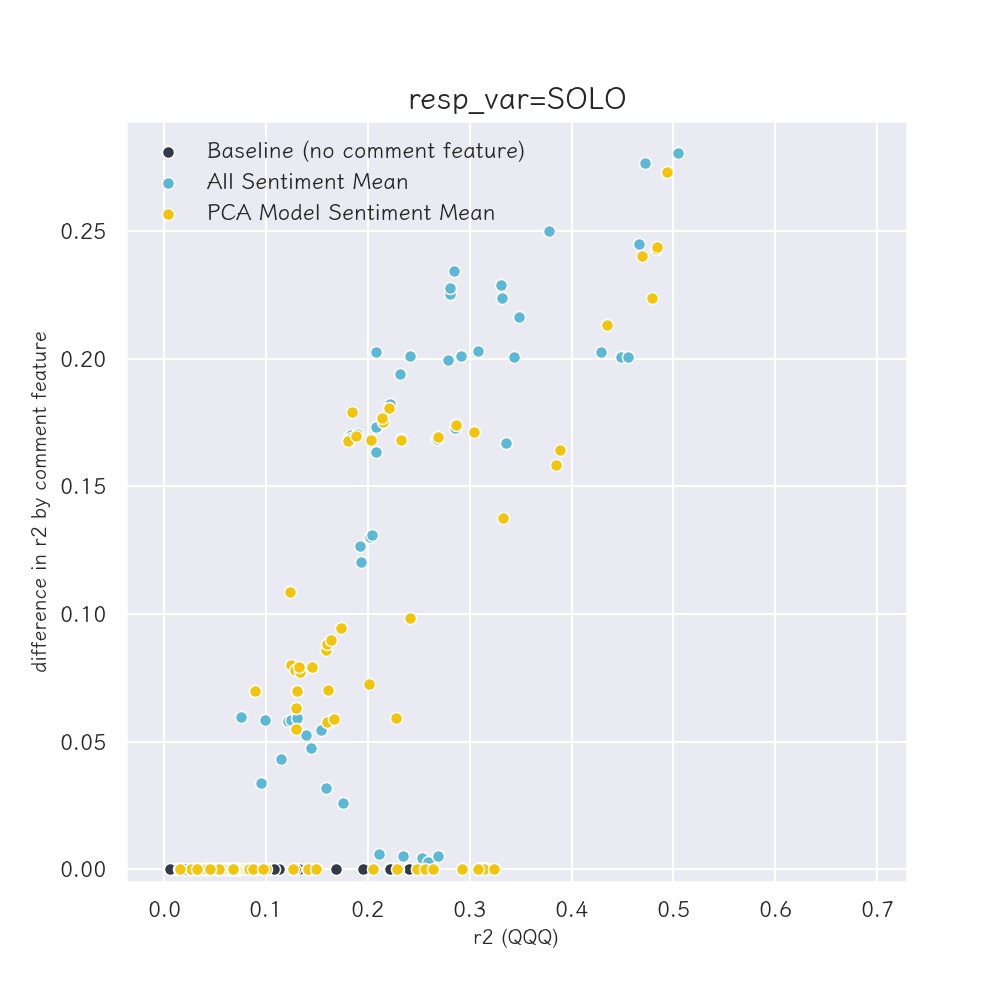 resp_var=SOLO
Baseline (no comment feature)
All Sentiment Mean
PCA Model Sentiment Mean
difference in r2 by comment feature
0.25
0.20
0.15
0.10
0.05
0.00
0.0 0.1 0.2 0.3 0.4 0.5 0.6 0.7
r2 (QQQ)